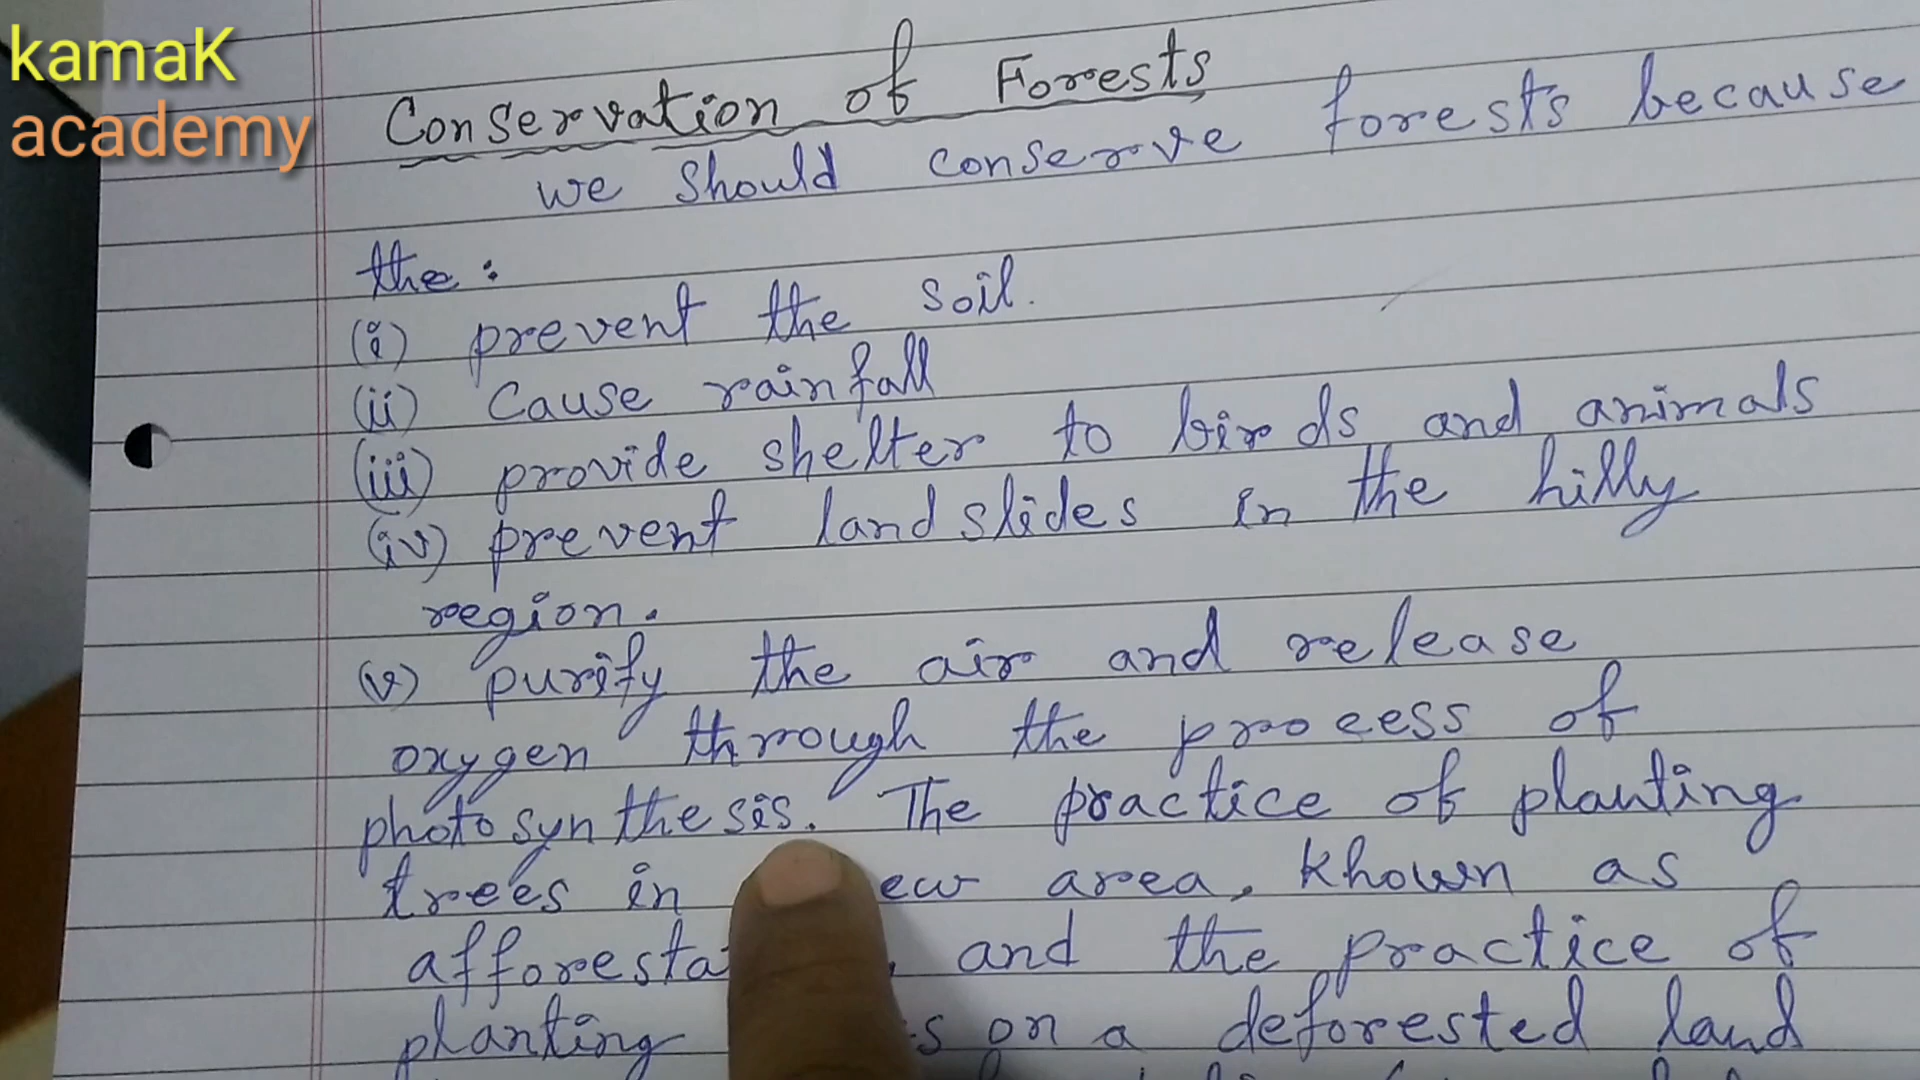 kamaK
academy
Conservation of Forests
we should conserve forests because
the:
(i) prevent the soil.
(ii) Cause rainfall
(iii) provide shelter to birds and animals
(iv) prevent landslides in the hilly
region.
(v) purify the air and release
oxygen through the process of
photosynthesis. The practice of planting
trees in ew area, known as
afforesta , and the practice of
planting s on a deforested land